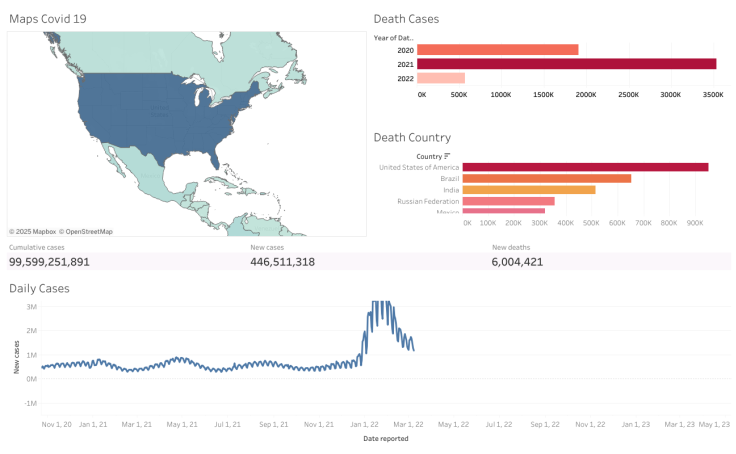 Maps Covid 19
© 2025 Mapbox © OpenStreetMap
Death Cases
Year of Dat..
2020
2021
2022
0K 500K 1000K 1500K 2000K 2500K 3000K 3500K
Death Country
Country
United States of America
Brazil
India
Russian Federation
Mexico
0K 100K 200K 300K 400K 500K 600K 700K 800K 900K
Cumulative cases New cases New deaths
99,599,251,891 446,511,318 6,004,421
Daily Cases
New cases
3M
2M
1M
0M
-1M
Nov 1, 20 Jan 1, 21 Mar 1, 21 May 1, 21 Jul 1, 21 Sep 1, 21 Nov 1, 21 Jan 1, 22 Mar 1, 22 May 1, 22 Jul 1, 22 Sep 1, 22 Nov 1, 22 Jan 1, 23 Mar 1, 23 May 1, 23
Date reported